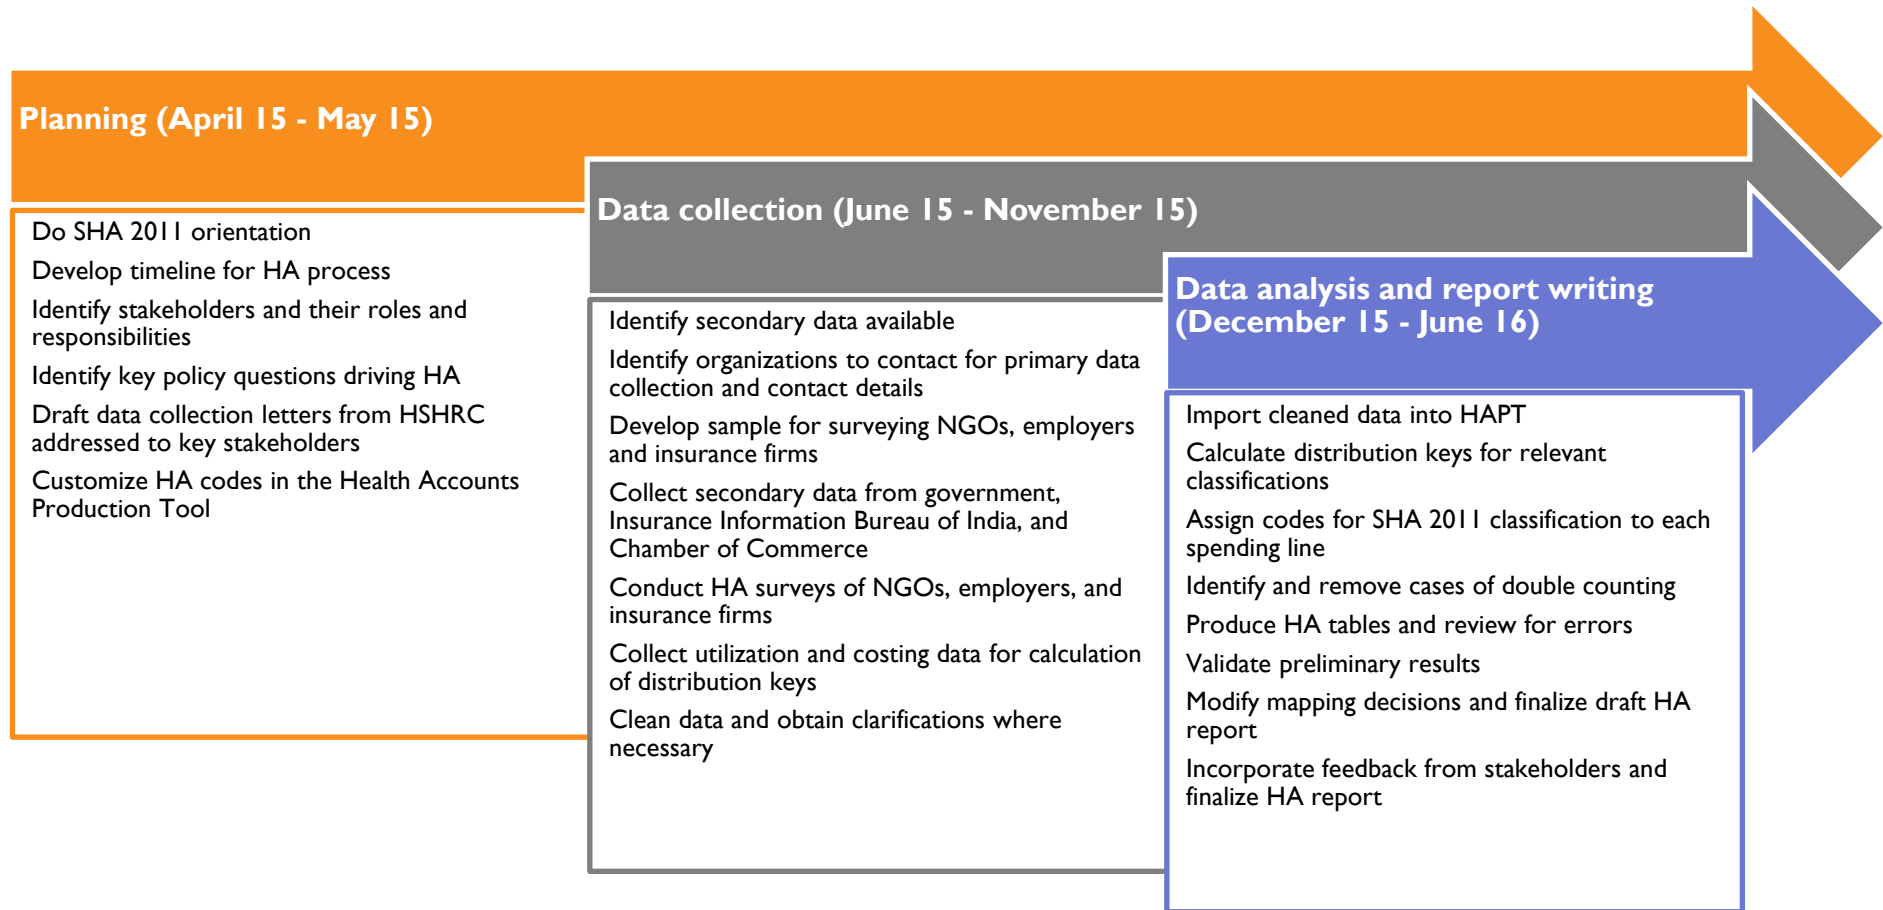 Planning (April 15 - May 15)
Do SHA 2011 orientation
Develop timeline for HA process
Identify stakeholders and their roles and
responsibilities
Identify key policy questions driving HA
Draft data collection letters from HSHRC
addressed to key stakeholders
Customize HA codes in the Health Accounts
Production Tool
Data collection (June 15 - November 15)
Identify secondary data available
Identify organizations to contact for primary data
collection and contact details
Develop sample for surveying NGOs, employers
and insurance firms
Collect secondary data from government,
Insurance Information Bureau of India, and
Chamber of Commerce
Conduct HA surveys of NGOs, employers, and
insurance firms
Collect utilization and costing data for calculation
of distribution keys
Clean data and obtain clarifications where
necessary
Data analysis and report writing
(December 15 - June 16)
Import cleaned data into HAPT
Calculate distribution keys for relevant
classifications
Assign codes for SHA 2011 classification to each
spending line
Identify and remove cases of double counting
Produce HA tables and review for errors
Validate preliminary results
Modify mapping decisions and finalize draft HA
report
Incorporate feedback from stakeholders and
finalize HA report